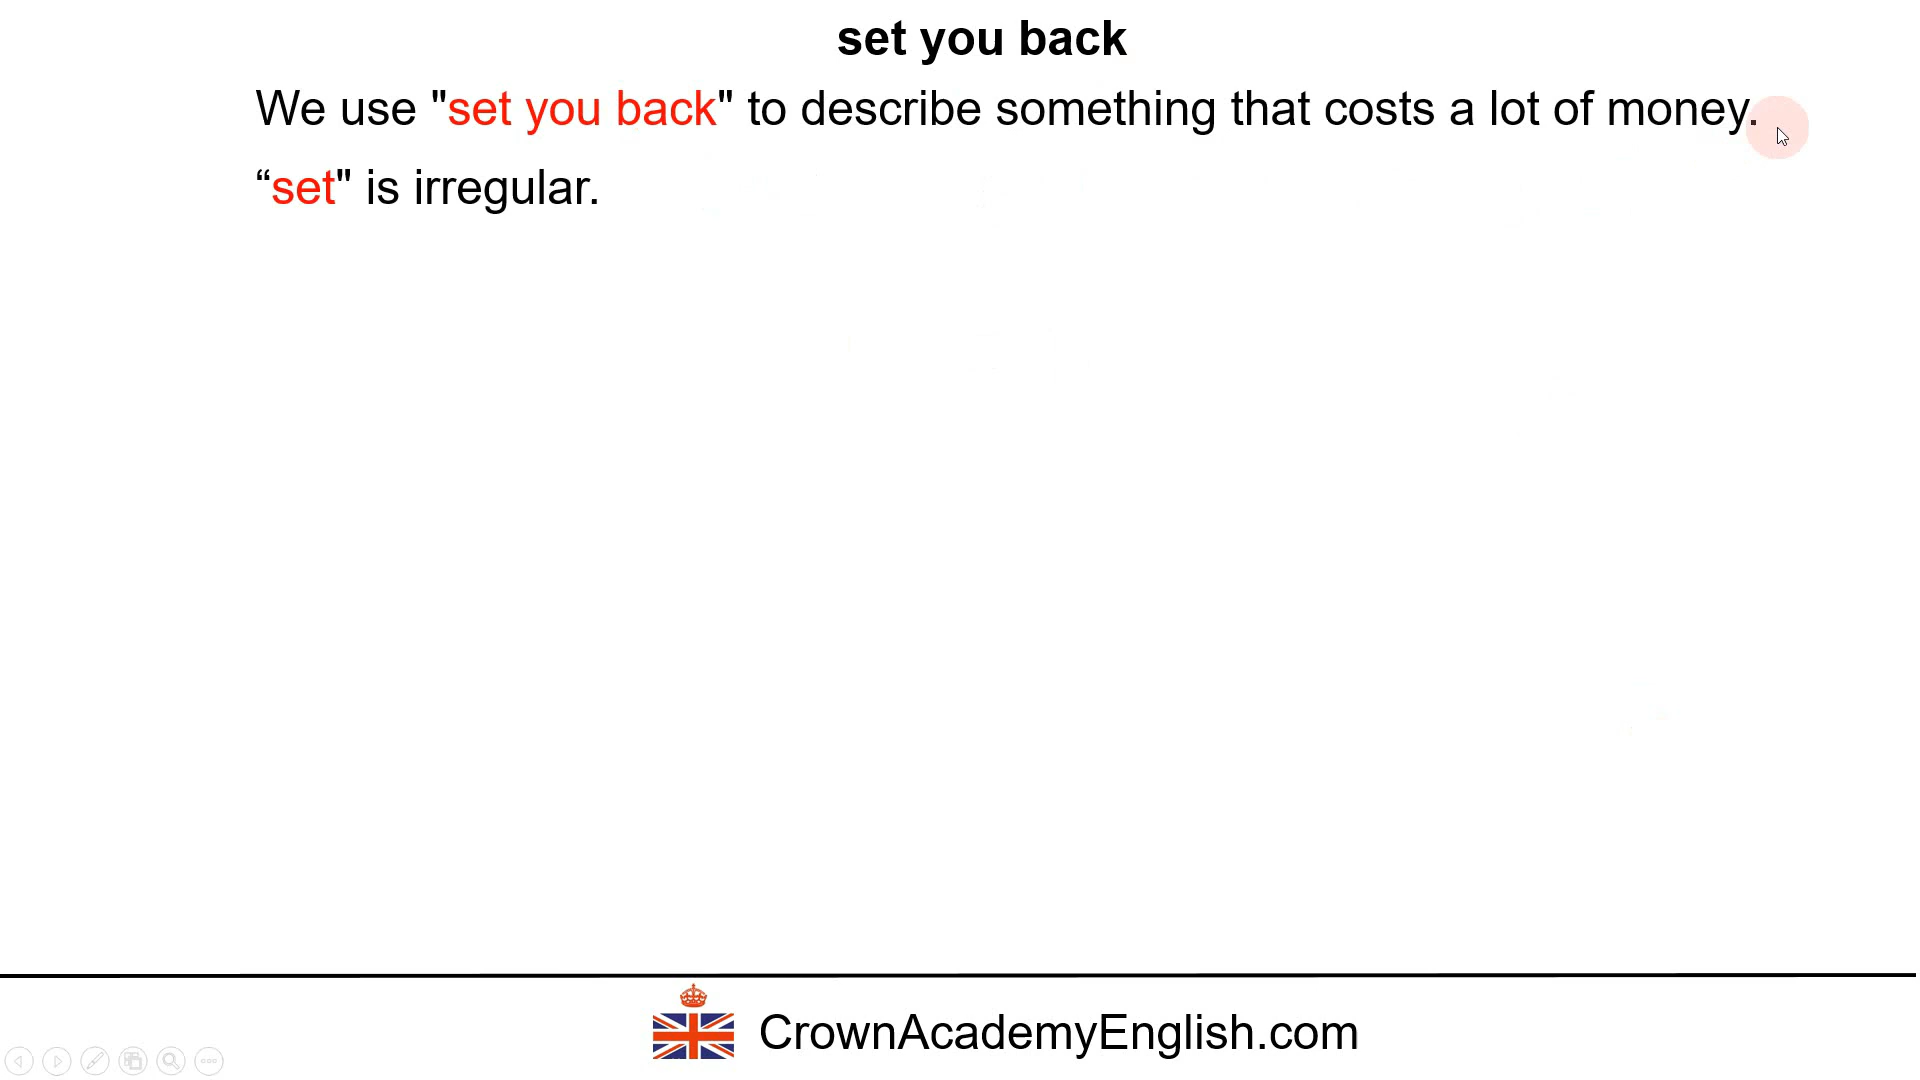 set you back
We use "set you back" to describe something that costs a lot of money.
“set" is irregular.
CrownAcademyEnglish.com